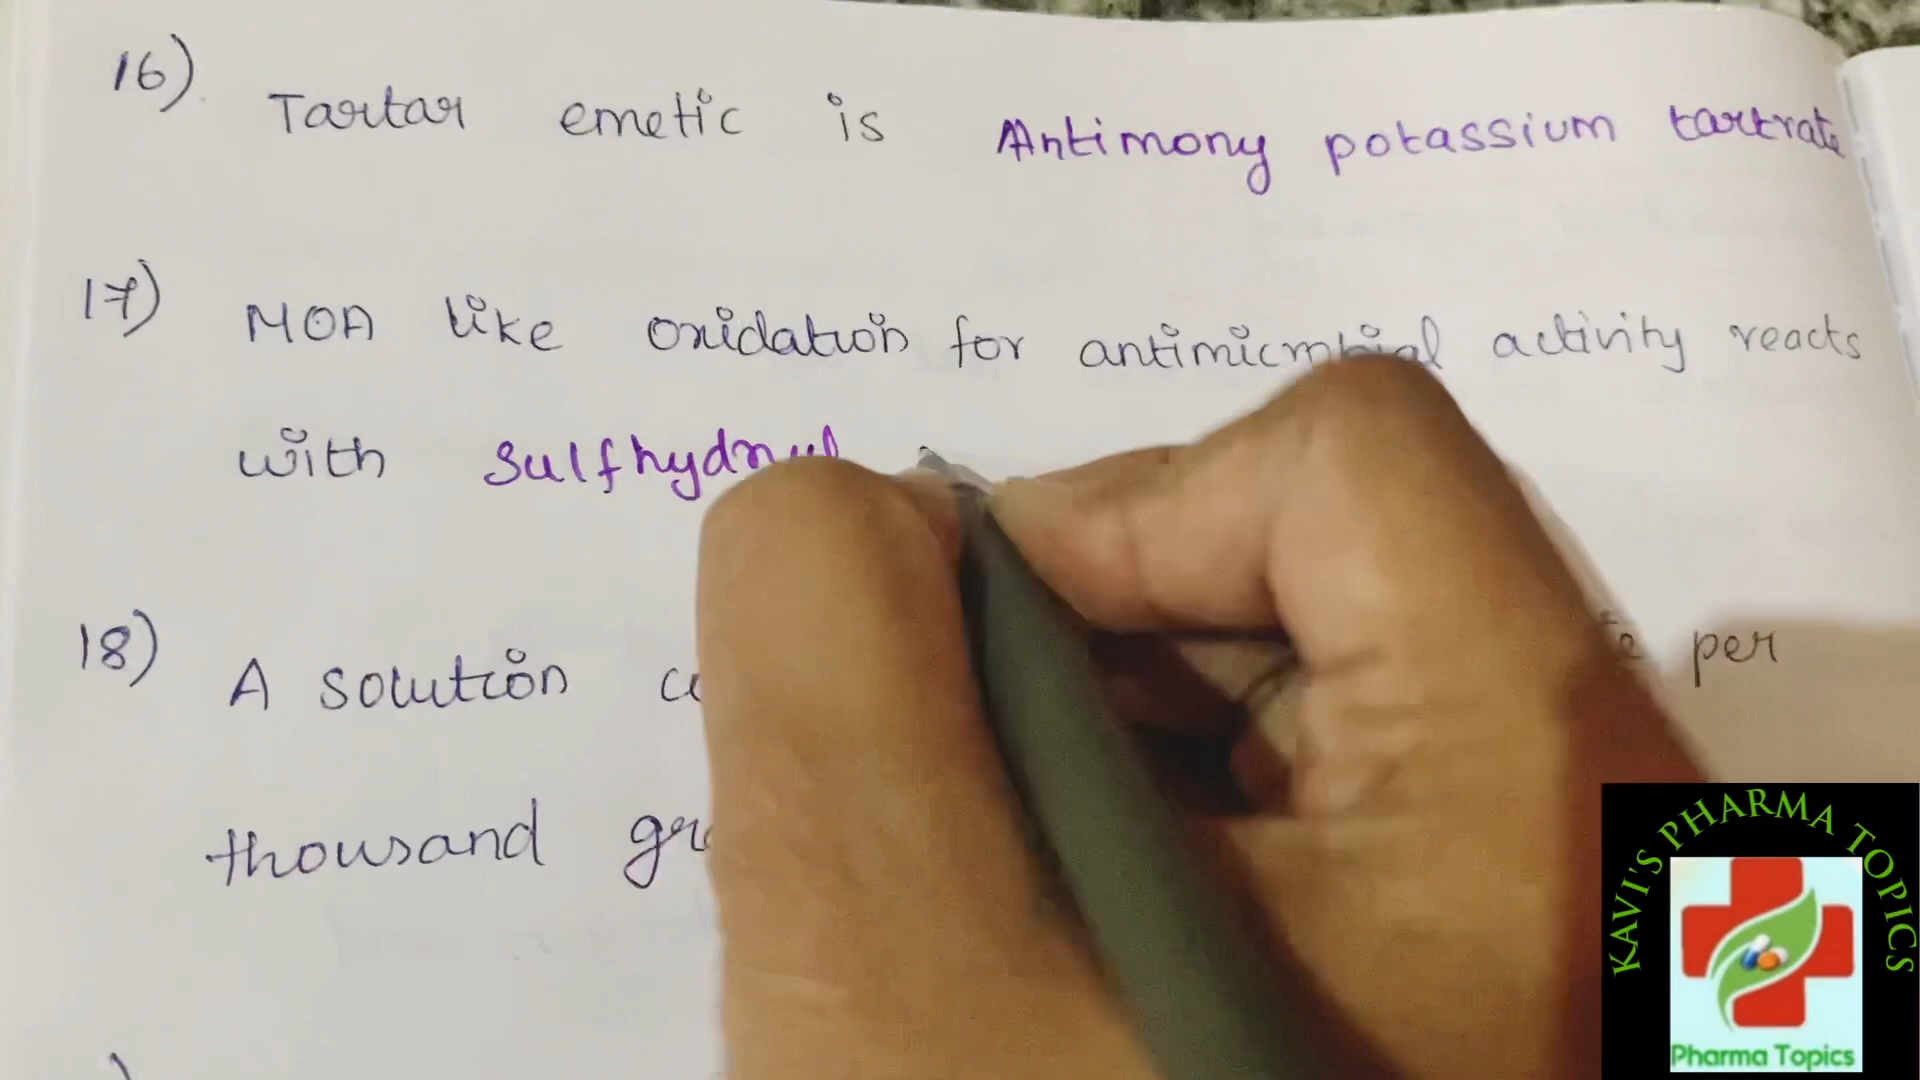 16) Tartar emetic is Antimony potassium tartrate
17) MOA like oxidation for antimicrobial activity reacts
with Sulfhydryl
18) A solution per
thousand
KAVI'S PHARMA TOPICS
Pharma Topics